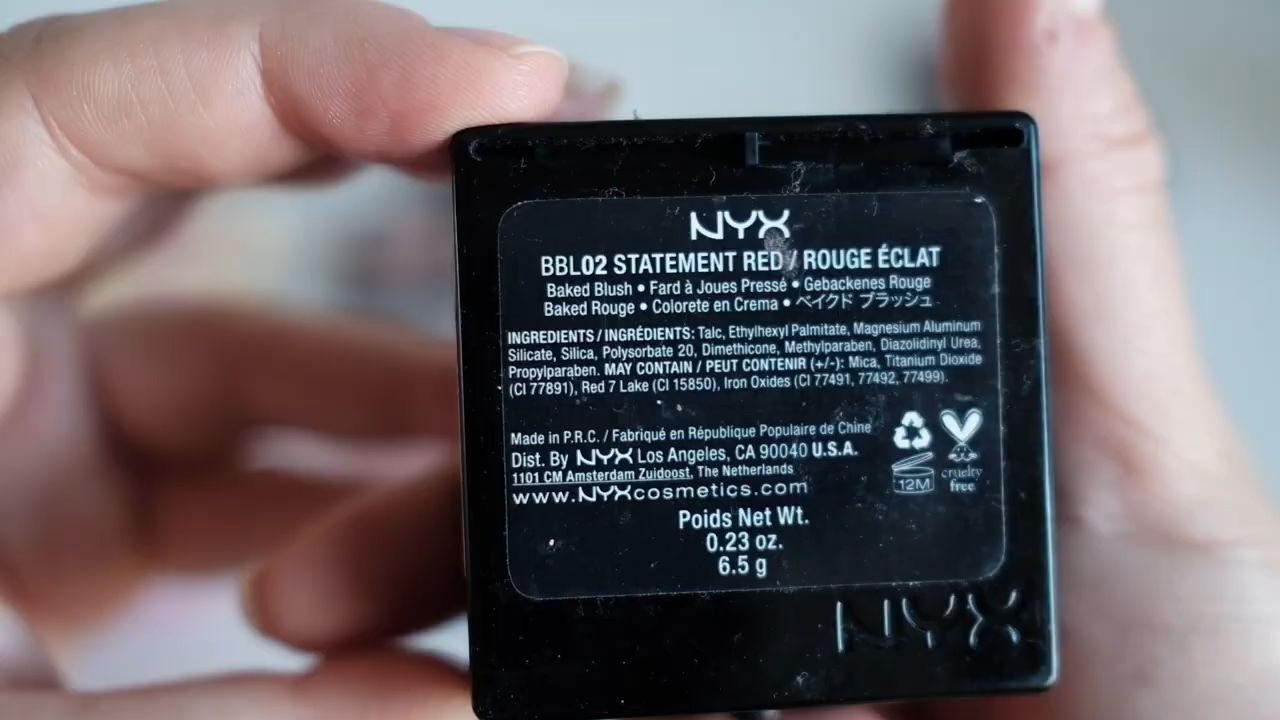 NYX
BBL02 STATEMENT RED / ROUGE ÉCLAT
Baked Blush • Fard à Joues Pressé • Gebackenes Rouge
Baked Rouge • Colorete en Crema • ベイクド ブラッシュ
INGREDIENTS / INGRÉDIENTS: Talc, Ethylhexyl Palmitate, Magnesium Aluminum
Silicate, Silica, Polysorbate 20, Dimethicone, Methylparaben, Diazolidinyl Urea,
Propylparaben. MAY CONTAIN / PEUT CONTENIR (+/-): Mica, Titanium Dioxide
(CI 77891), Red 7 Lake (CI 15850), Iron Oxides (CI 77491, 77492, 77499).
Made in P.R.C. / Fabriqué en République Populaire de Chine
Dist. By NYX Los Angeles, CA 90040 U.S.A.
1101 CM Amsterdam Zuidoost, The Netherlands
www.NYXcosmetics.com
12M
cruelty
free
Poids Net Wt.
0.23 oz.
6.5 g
NYX